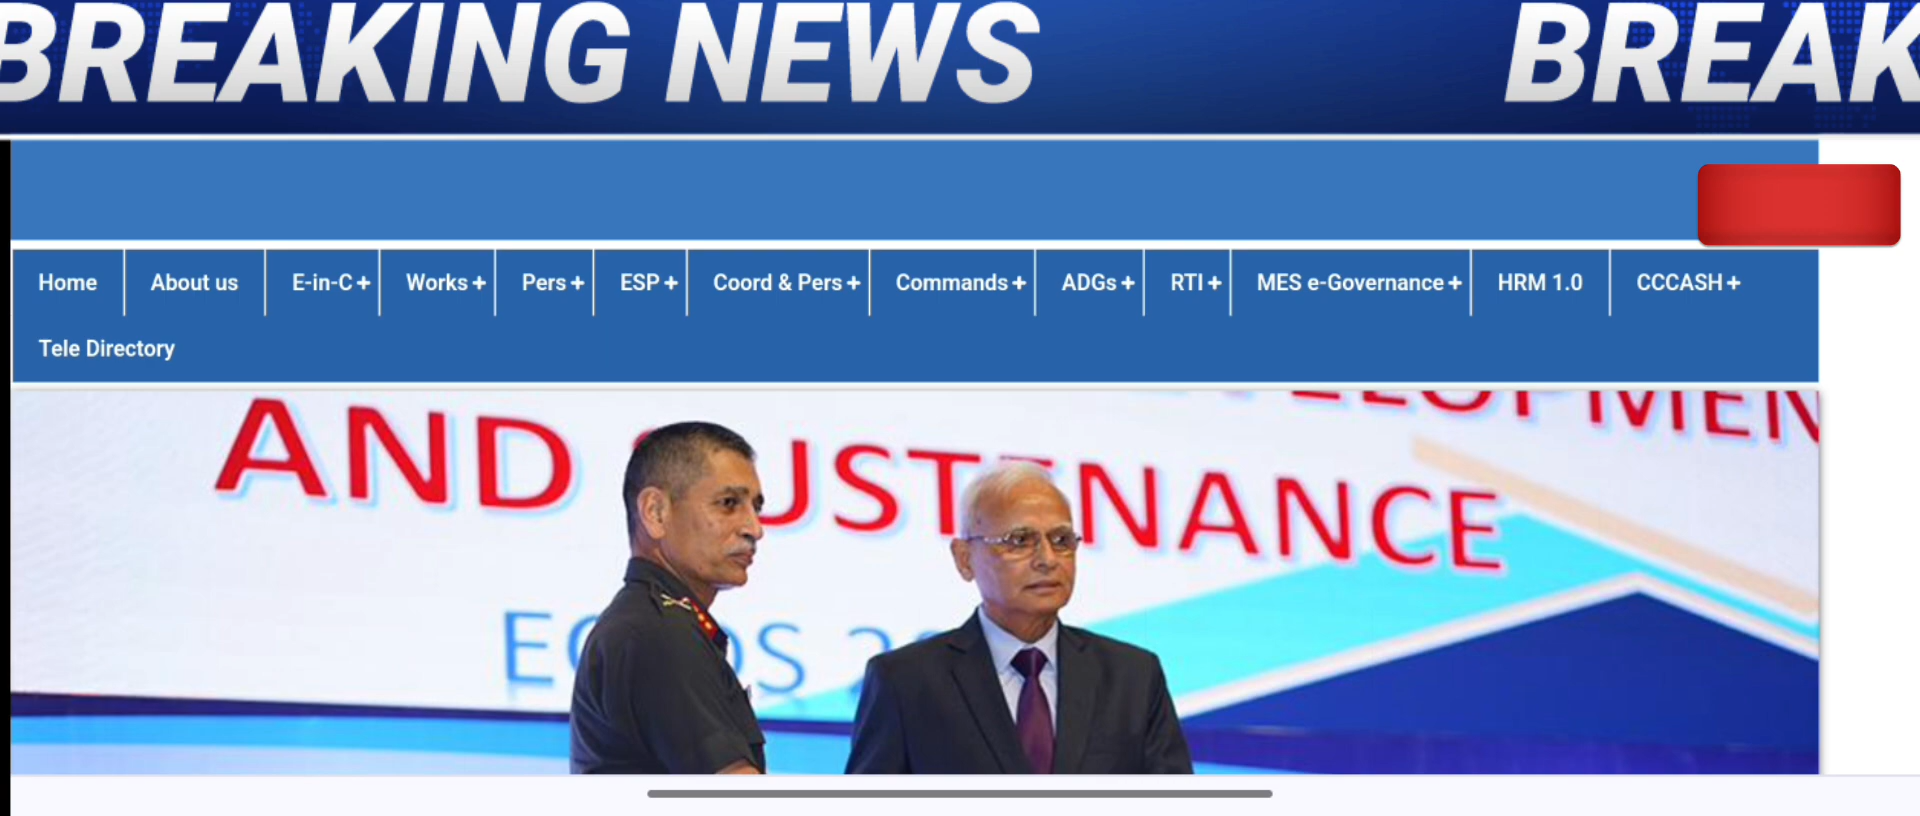 BREAKING NEWS BREAK
Home About us E-in-C + Works + Pers + ESP + Coord & Pers + Commands + ADGs + RTI + MES e-Governance + HRM 1.0 CCCASH +
Tele Directory
AND USTENANCE